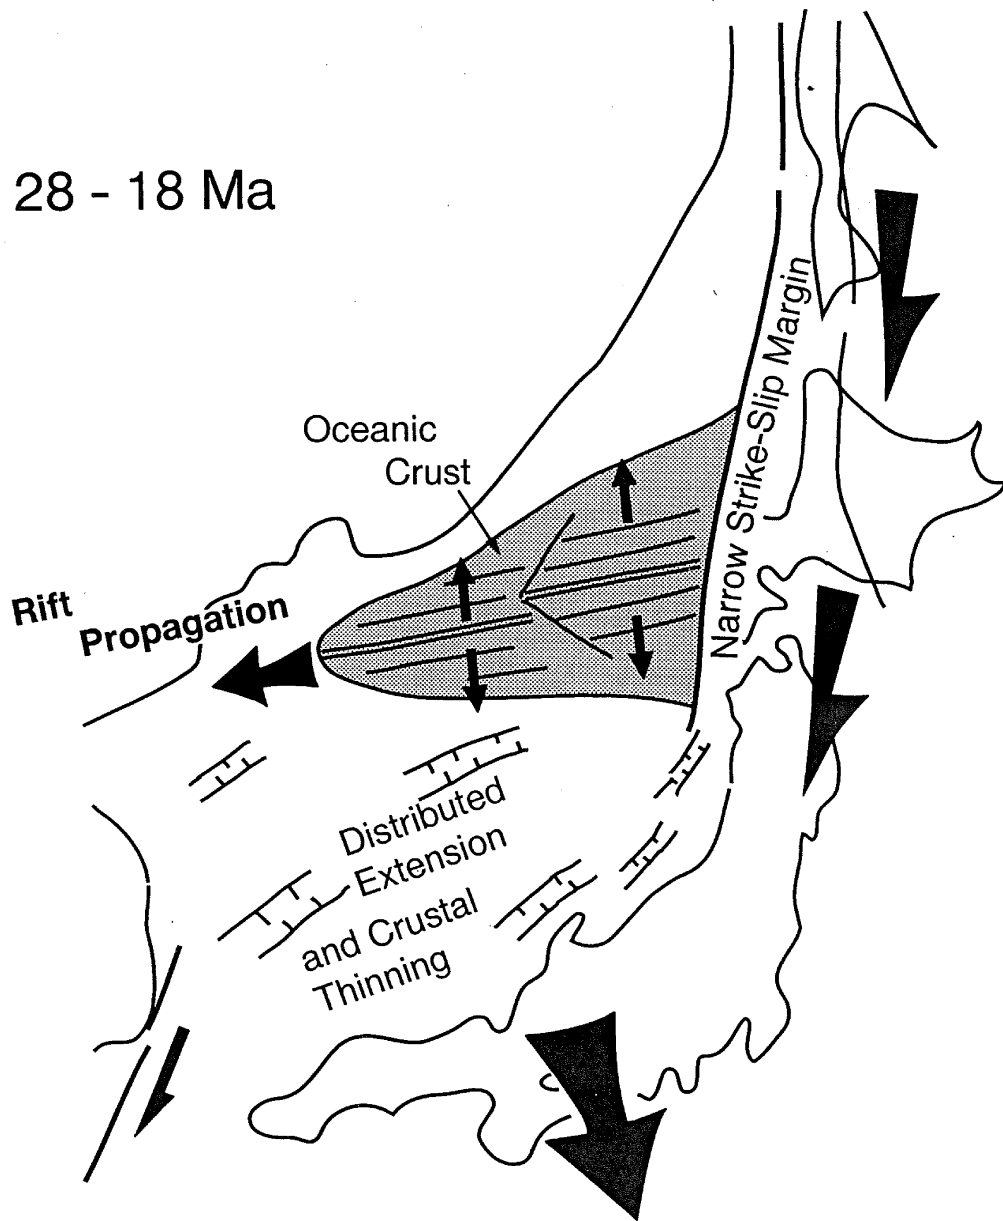 28 - 18 Ma
Narrow Strike-Slip Margin
Oceanic
Crust
Rift
Propagation
Distributed
Extension
and Crustal
Thinning